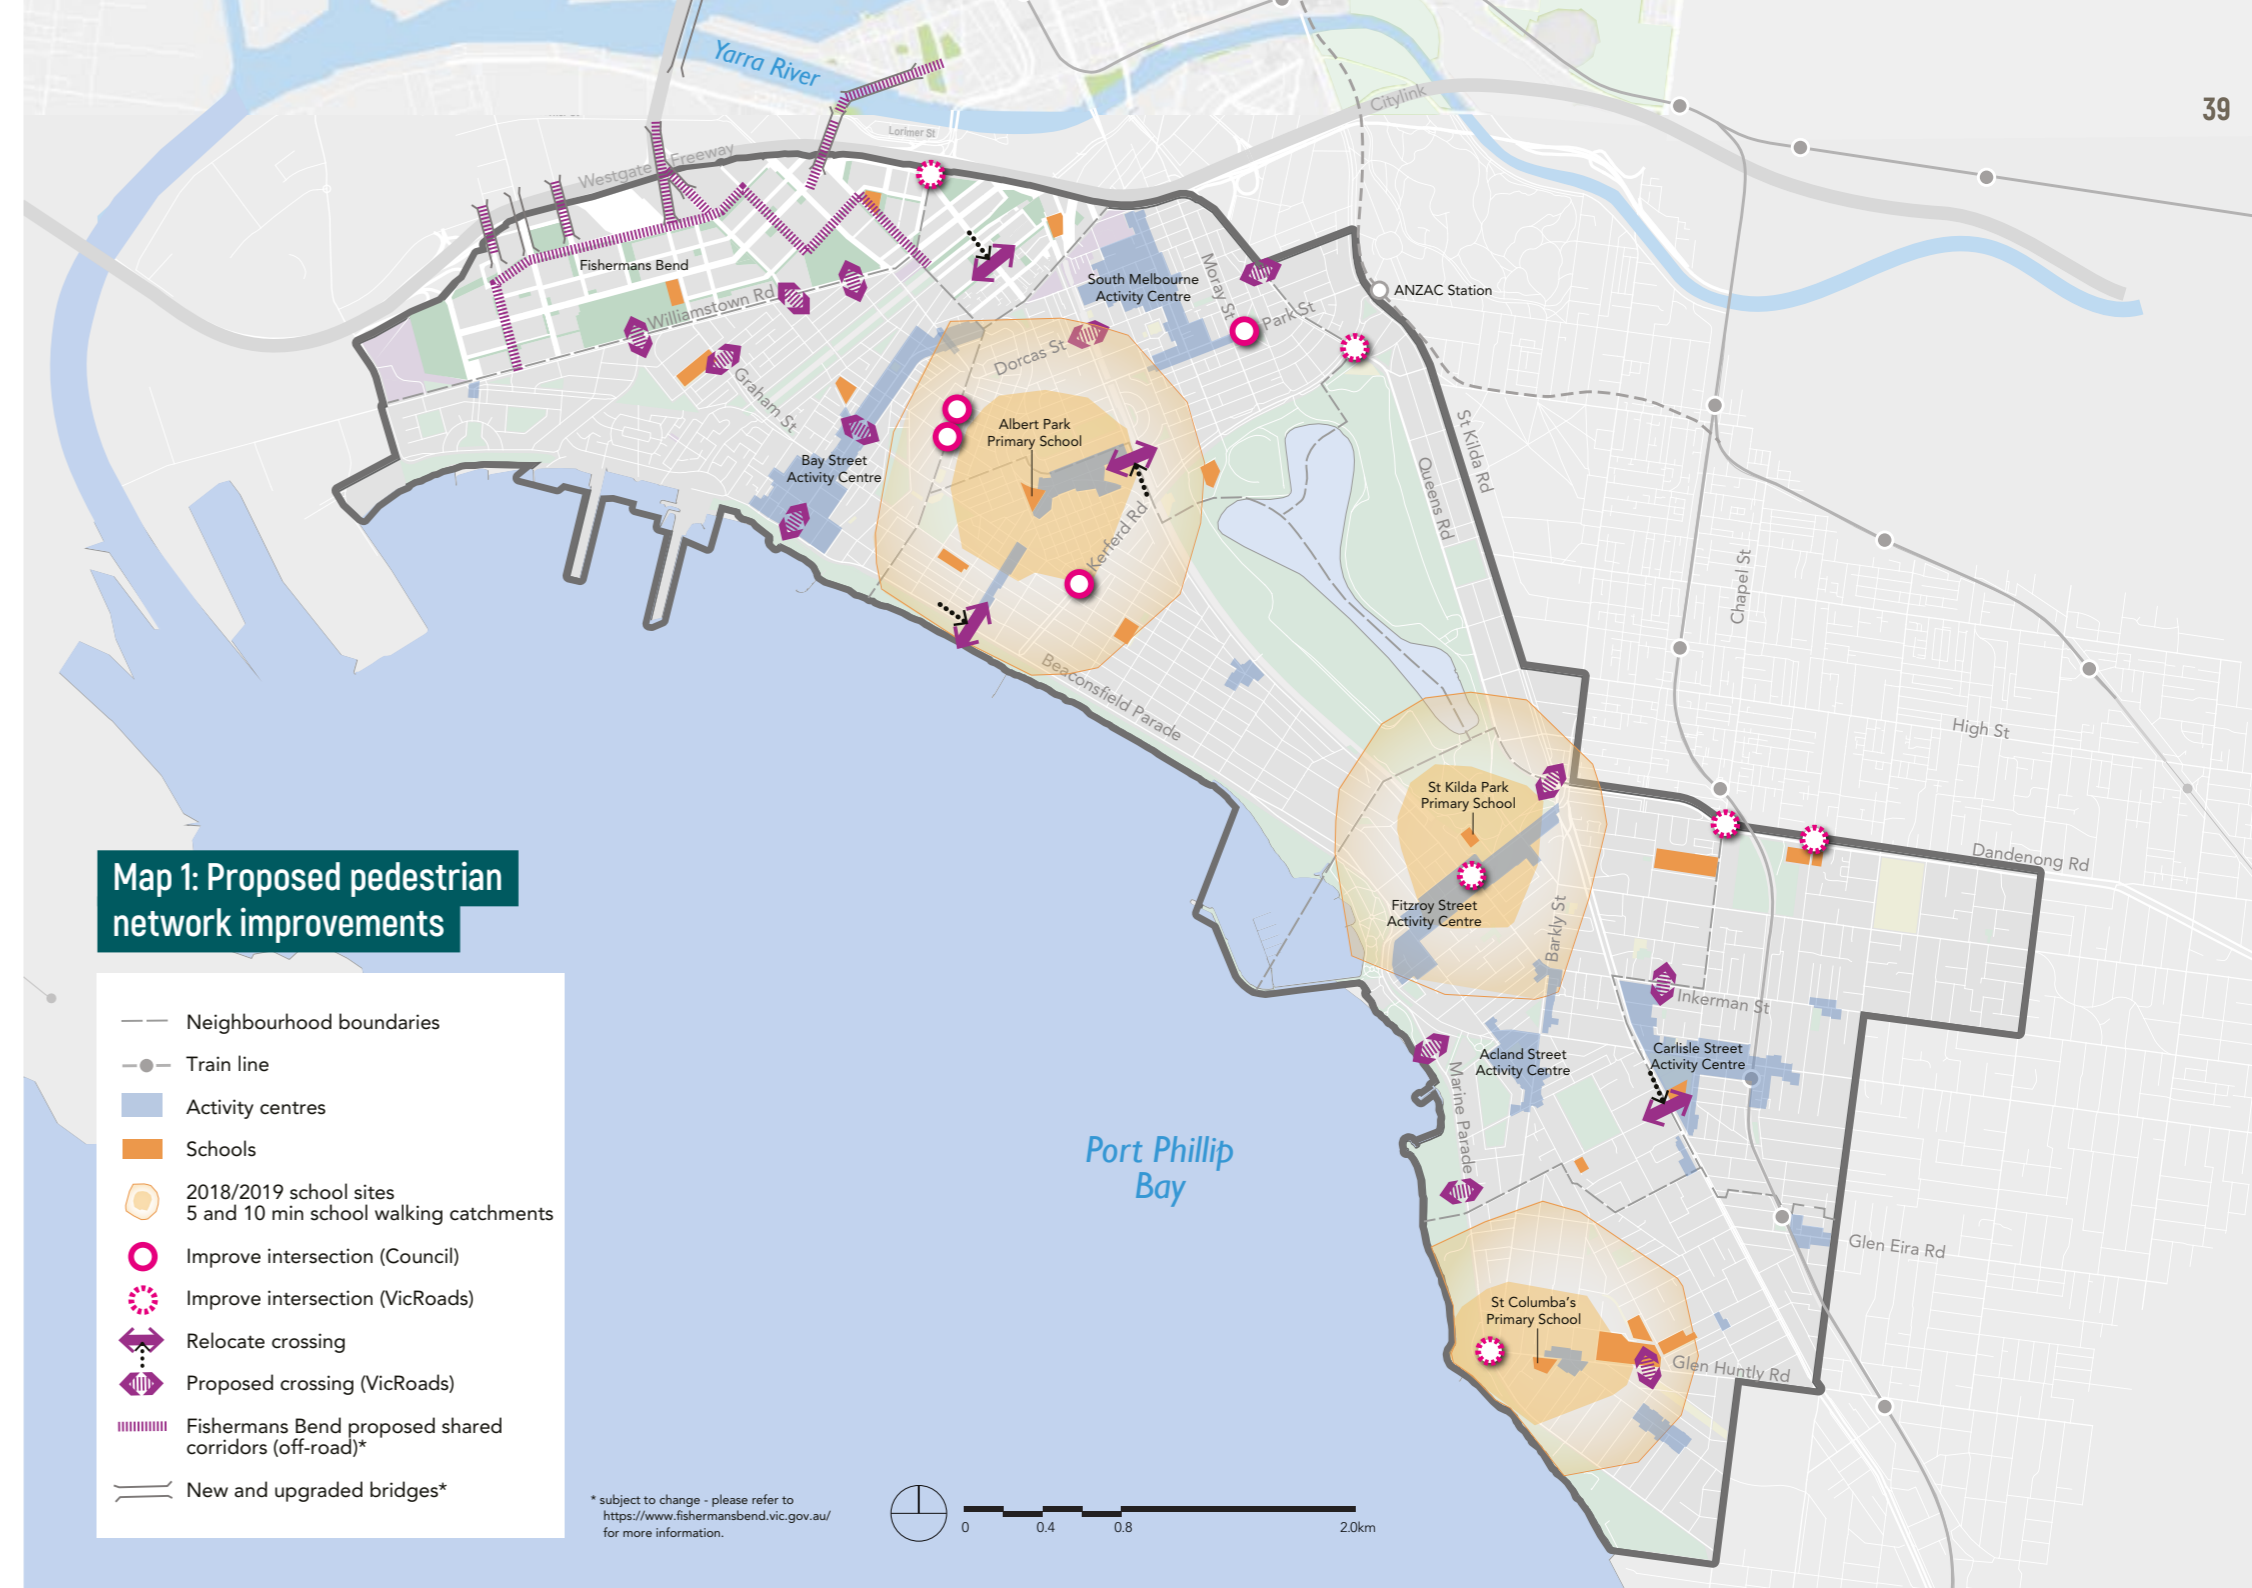 39
Yarra River
Citylink
Lorimer St
Westgate Freeway
Fishermans Bend
Williamstown Rd
South Melbourne
Activity Centre
Moray St
Park St
ANZAC Station
Dorcas St
Graham St
Albert Park
Primary School
Bay Street
Activity Centre
St Kilda Rd
Queens Rd
Kerferd Rd
Chapel St
Beaconsfield Parade
High St
St Kilda Park
Primary School
Dandenong Rd
Fitzroy Street
Activity Centre
Barkly St
Inkerman St
Acland Street
Activity Centre
Carlisle Street
Activity Centre
Marine Parade
Port Phillip
Bay
Glen Eira Rd
St Columba's
Primary School
Glen Huntly Rd
Map 1: Proposed pedestrian
network improvements
Neighbourhood boundaries
Train line
Activity centres
Schools
2018/2019 school sites
5 and 10 min school walking catchments
Improve intersection (Council)
Improve intersection (VicRoads)
Relocate crossing
Proposed crossing (VicRoads)
Fishermans Bend proposed shared
corridors (off-road)*
New and upgraded bridges*
* subject to change - please refer to
https://www.fishermansbend.vic.gov.au/
for more information.
0 0.4 0.8 2.0km